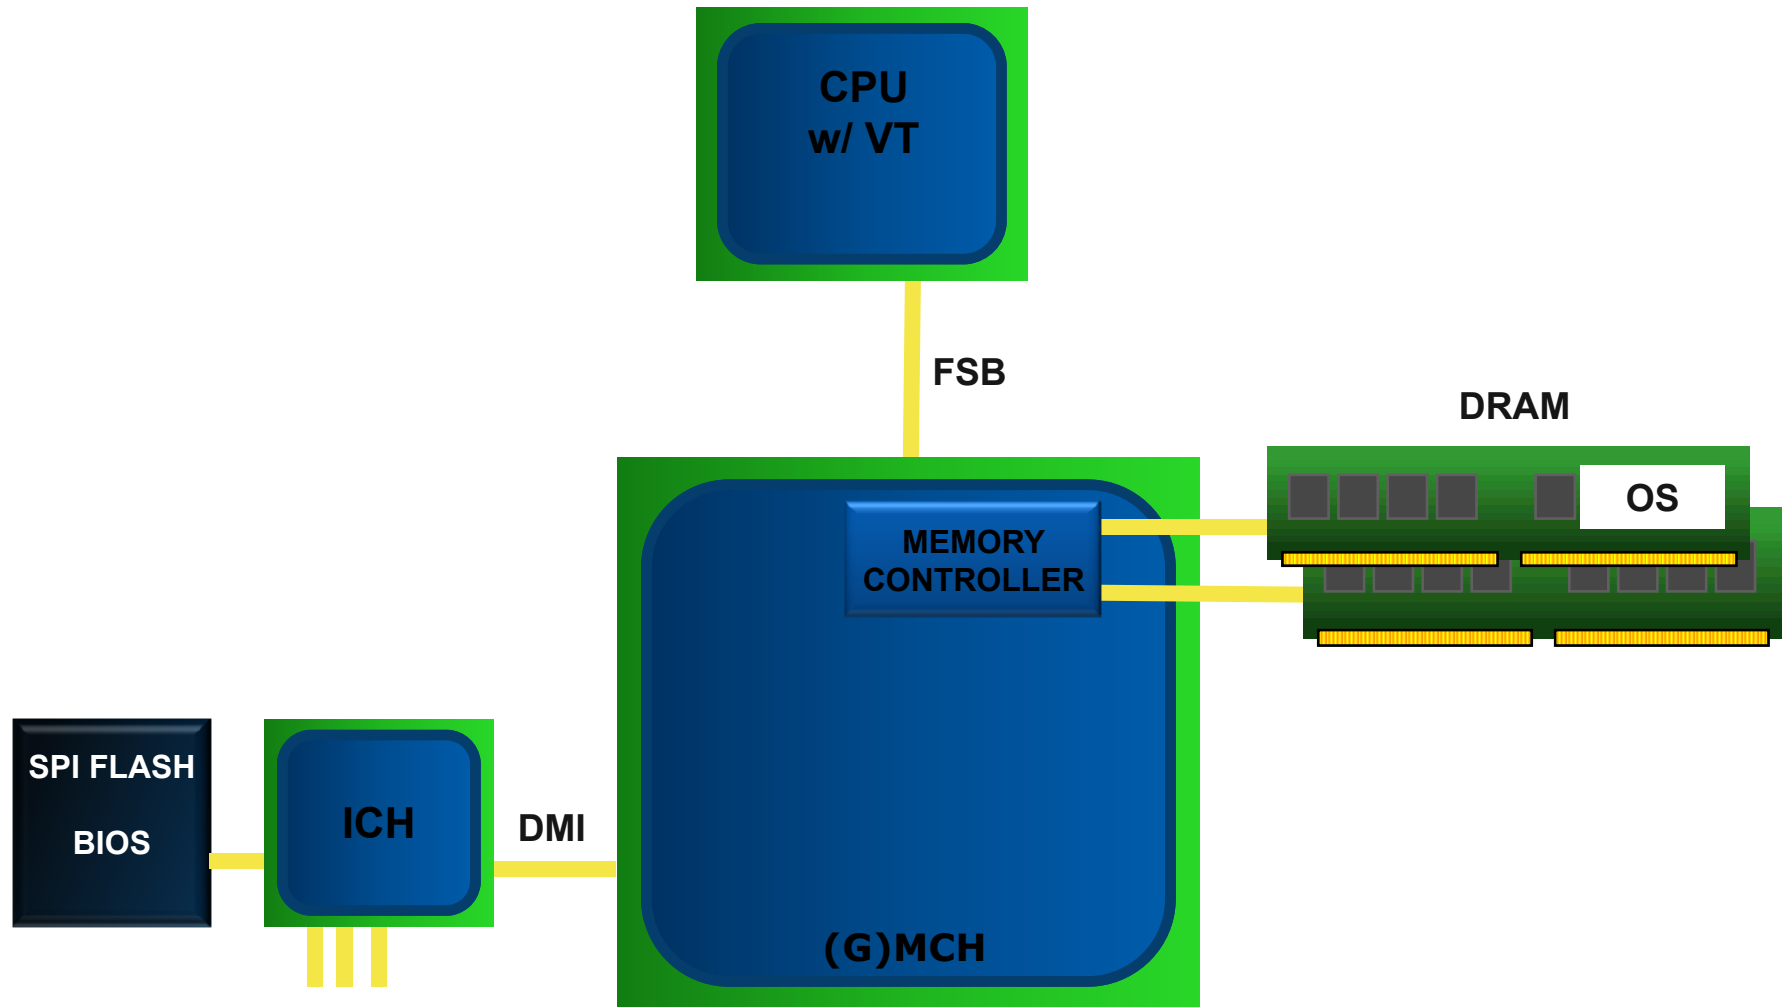 CPU
w/ VT
FSB
DRAM
OS
MEMORY
CONTROLLER
SPI FLASH
BIOS
ICH
DMI
(G)MCH